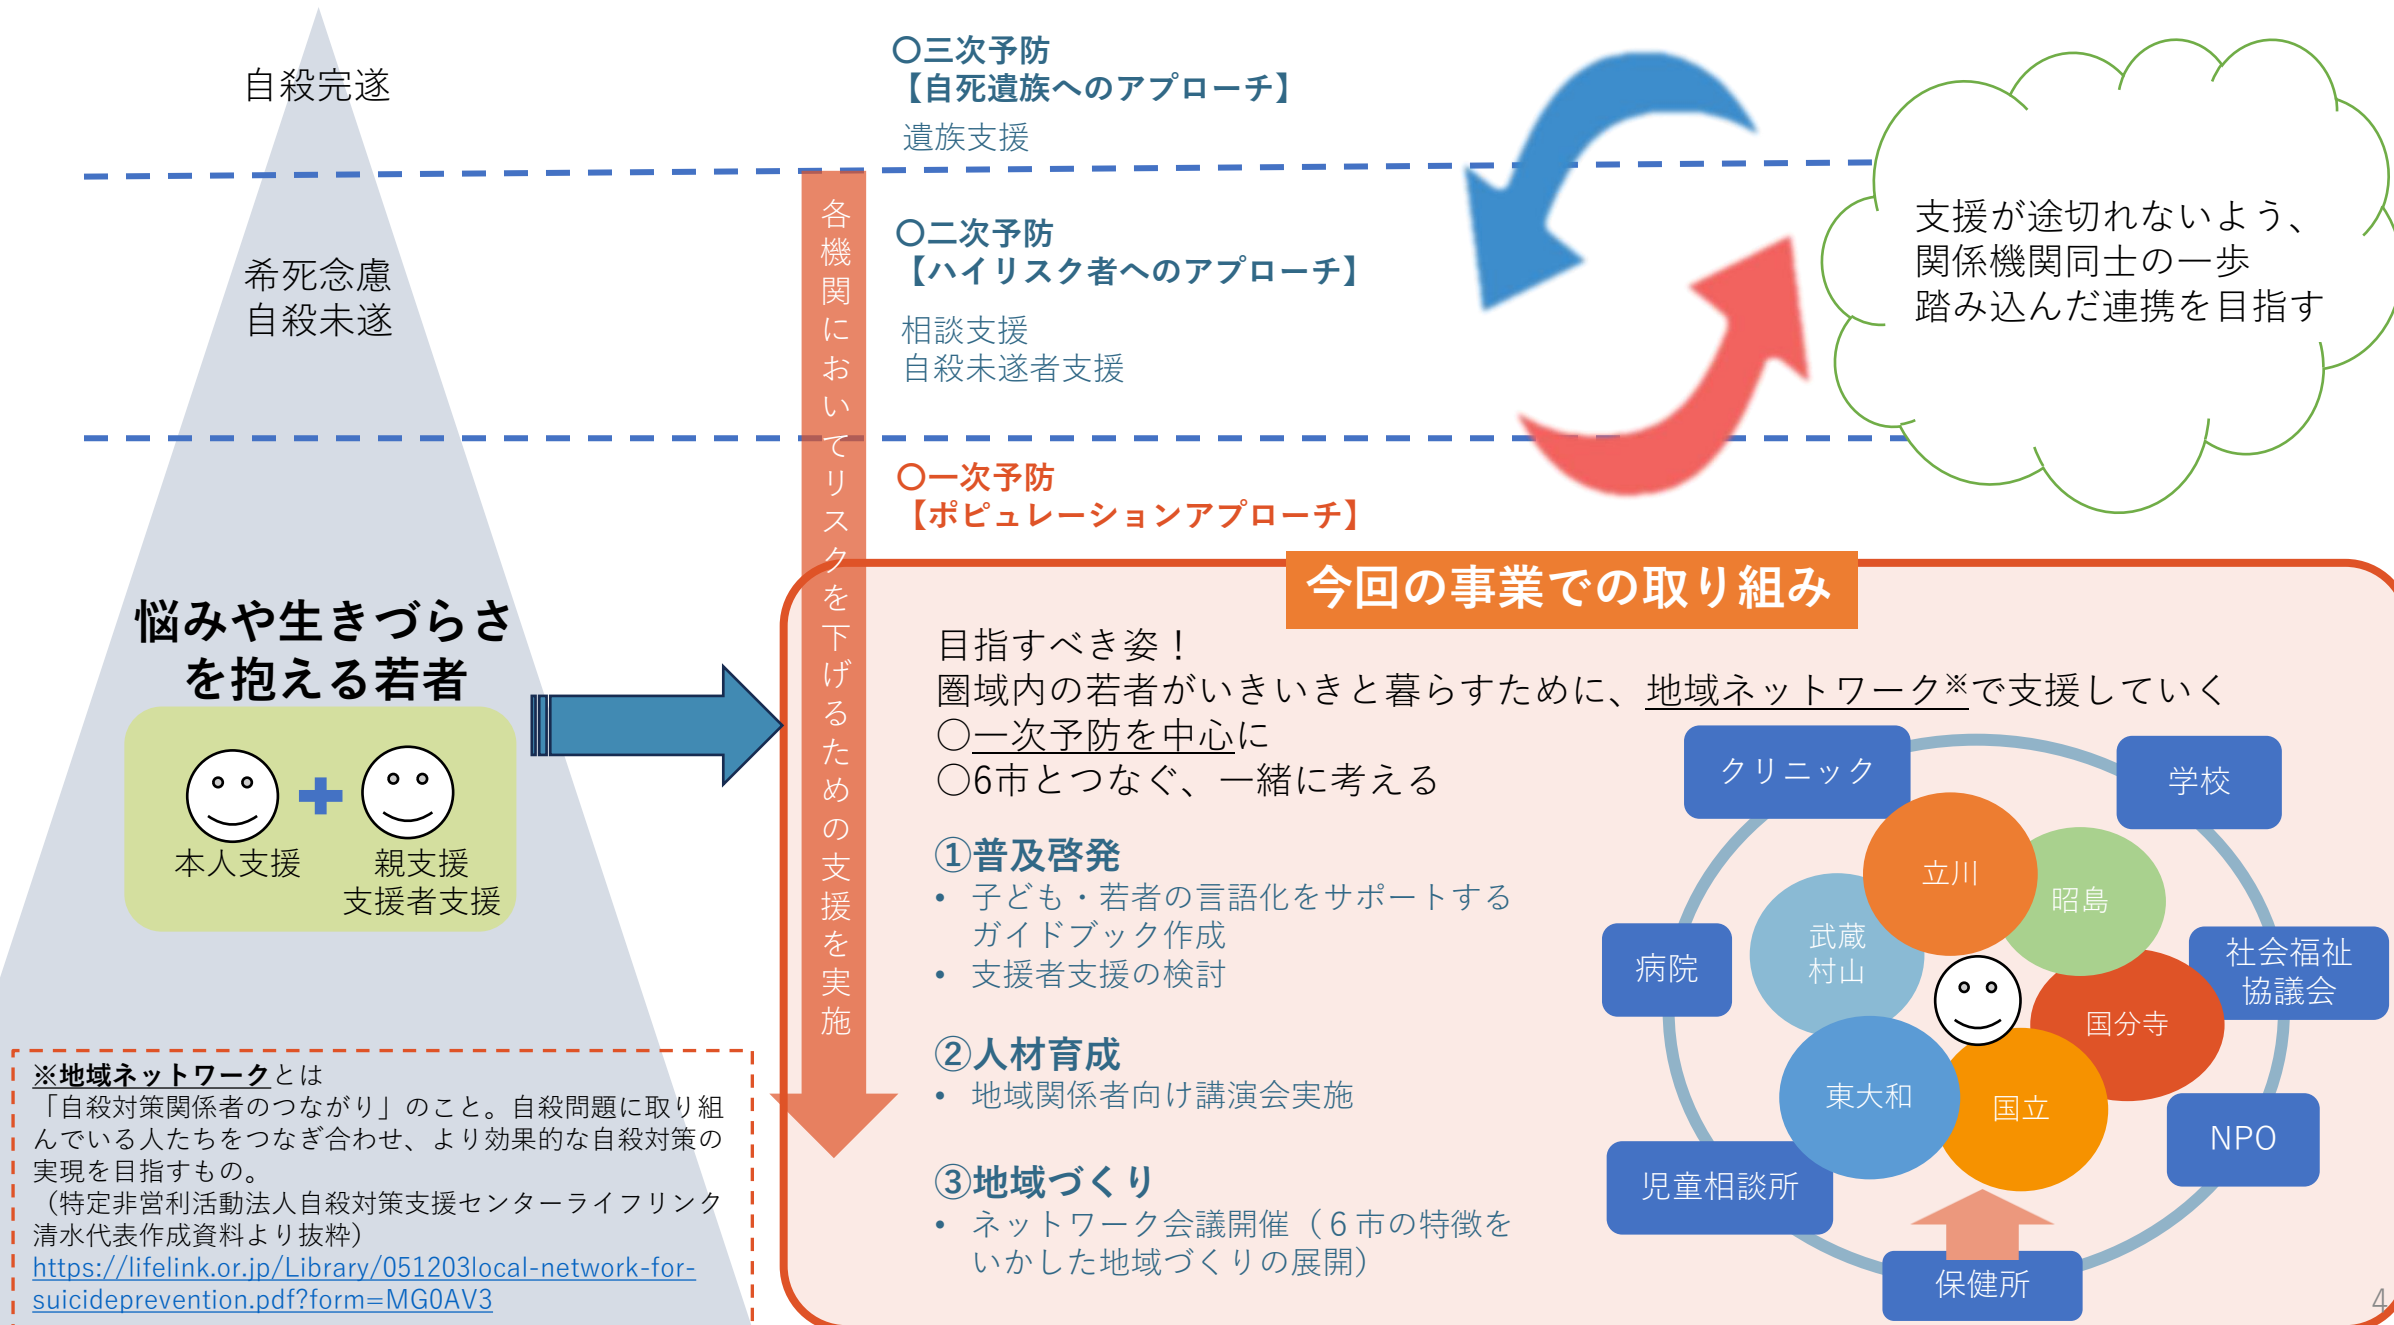 自殺完遂
希死念慮
自殺未遂
悩みや生きづらさ
を抱える若者
本人支援
親支援
支援者支援
※地域ネットワークとは
「自殺対策関係者のつながり」のこと。自殺問題に取り組
んでいる人たちをつなぎ合わせ、より効果的な自殺対策の
実現を目指すもの。
（特定非営利活動法人自殺対策支援センターライフリンク
清水代表作成資料より抜粋）
https://lifelink.or.jp/Library/051203local-network-for-
suicideprevention.pdf?form=MG0AV3
各機関においてリスクを下げるための支援を実施
〇三次予防
【自死遺族へのアプローチ】
遺族支援
〇二次予防
【ハイリスク者へのアプローチ】
相談支援
自殺未遂者支援
〇一次予防
【ポピュレーションアプローチ】
支援が途切れないよう、
関係機関同士の一歩
踏み込んだ連携を目指す
今回の事業での取り組み
目指すべき姿！
圏域内の若者がいきいきと暮らすために、地域ネットワーク※で支援していく
〇一次予防を中心に
〇6市とつなぐ、一緒に考える
①普及啓発
• 子ども・若者の言語化をサポートする
ガイドブック作成
• 支援者支援の検討
②人材育成
• 地域関係者向け講演会実施
③地域づくり
• ネットワーク会議開催（６市の特徴を
いかした地域づくりの展開）
クリニック
学校
立川
昭島
武蔵
村山
病院
社会福祉
協議会
国分寺
東大和
国立
NPO
児童相談所
保健所
4